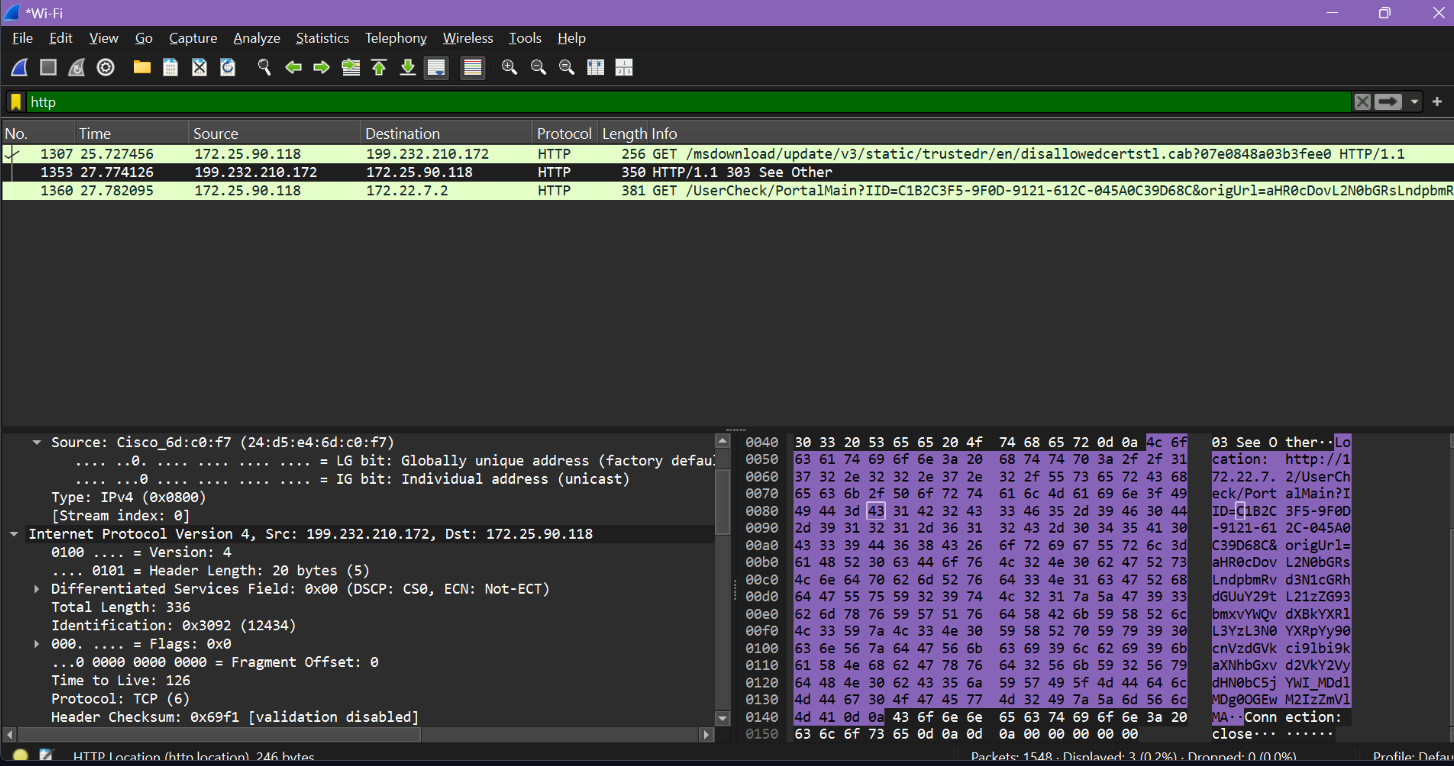 *Wi-Fi
File Edit View Go Capture Analyze Statistics Telephony Wireless Tools Help
http
No. Time Source Destination Protocol Length Info
1307 25.727456 172.25.90.118 199.232.210.172 HTTP 256 GET /msdownload/update/v3/static/trustedr/en/disallowedcertstl.cab?07e0848a03b3fee0 HTTP/1.1
1353 27.774126 199.232.210.172 172.25.90.118 HTTP 350 HTTP/1.1 303 See Other
1360 27.782095 172.25.90.118 172.22.7.2 HTTP 381 GET /UserCheck/PortalMain?IID=C1B2C3F5-9F0D-9121-612C-045A0C39D68C&origUrl=aHR0cDovL2N0bGRsLndpbmR
Source: Cisco_6d:c0:f7 (24:d5:e4:6d:c0:f7)
.... ..0. .... .... .... .... = LG bit: Globally unique address (factory defau
.... ...0 .... .... .... .... = IG bit: Individual address (unicast)
Type: IPv4 (0x0800)
[Stream index: 0]
Internet Protocol Version 4, Src: 199.232.210.172, Dst: 172.25.90.118
0100 .... = Version: 4
.... 0101 = Header Length: 20 bytes (5)
Differentiated Services Field: 0x00 (DSCP: CS0, ECN: Not-ECT)
Total Length: 336
Identification: 0x3092 (12434)
000. .... = Flags: 0x0
...0 0000 0000 0000 = Fragment Offset: 0
Time to Live: 126
Protocol: TCP (6)
Header Checksum: 0x69f1 [validation disabled]
0040 30 33 20 53 65 65 20 4f 74 68 65 72 0d 0a 4c 6f 03 See O ther··Lo
0050 63 61 74 69 6f 6e 3a 20 68 74 74 70 3a 2f 2f 31 cation: http://1
0060 37 32 2e 32 32 2e 37 2e 32 2f 55 73 65 72 43 68 72.22.7. 2/UserCh
0070 65 63 6b 2f 50 6f 72 74 61 6c 4d 61 69 6e 3f 49 eck/Port alMain?I
0080 49 44 3d 43 31 42 32 43 33 46 35 2d 39 46 30 44 ID=C1B2C 3F5-9F0D
0090 2d 39 31 32 31 2d 36 31 32 43 2d 30 34 35 41 30 -9121-61 2C-045A0
00a0 43 33 39 44 36 38 43 26 6f 72 69 67 55 72 6c 3d C39D68C& origUrl=
00b0 61 48 52 30 63 44 6f 76 4c 32 4e 30 62 47 52 73 aHR0cDov L2N0bGRs
00c0 4c 6e 64 70 62 6d 52 76 64 33 4e 31 63 47 52 68 LndpbmRv d3N1cGRh
00d0 64 47 55 75 59 32 39 74 4c 32 31 7a 5a 47 39 33 dGUuY29t L21zZG93
00e0 62 6d 78 76 59 57 51 76 64 58 42 6b 59 58 52 6c bmxvYWQv dXBkYXRl
00f0 4c 33 59 7a 4c 33 4e 30 59 58 52 70 59 79 39 30 L3YzL3N0 YXRpYy90
0100 63 6e 56 7a 64 47 56 6b 63 69 39 6c 62 69 39 6b cnVzdGVk ci9lbi9k
0110 61 58 4e 68 62 47 78 76 64 32 56 6b 59 32 56 79 aXNhbGxv d2VkY2Vy
0120 64 48 4e 30 62 43 35 6a 59 57 49 5f 4d 44 64 6c dHN0bC5j YWI_MDdl
0130 4d 44 67 30 4f 47 45 77 4d 32 49 7a 5a 6d 56 6c MDg0OGEw M2IzZmVl
0140 4d 41 0d 0a 43 6f 6e 6e 65 63 74 69 6f 6e 3a 20 MA··Conn ection:
0150 63 6c 6f 73 65 0d 0a 0d 0a 00 00 00 00 00 close··· ······
HTTP Location (http.location), 246 bytes Packets: 1548 · Displayed: 3 (0.2%) · Dropped: 0 (0.0%) Profile: Defau